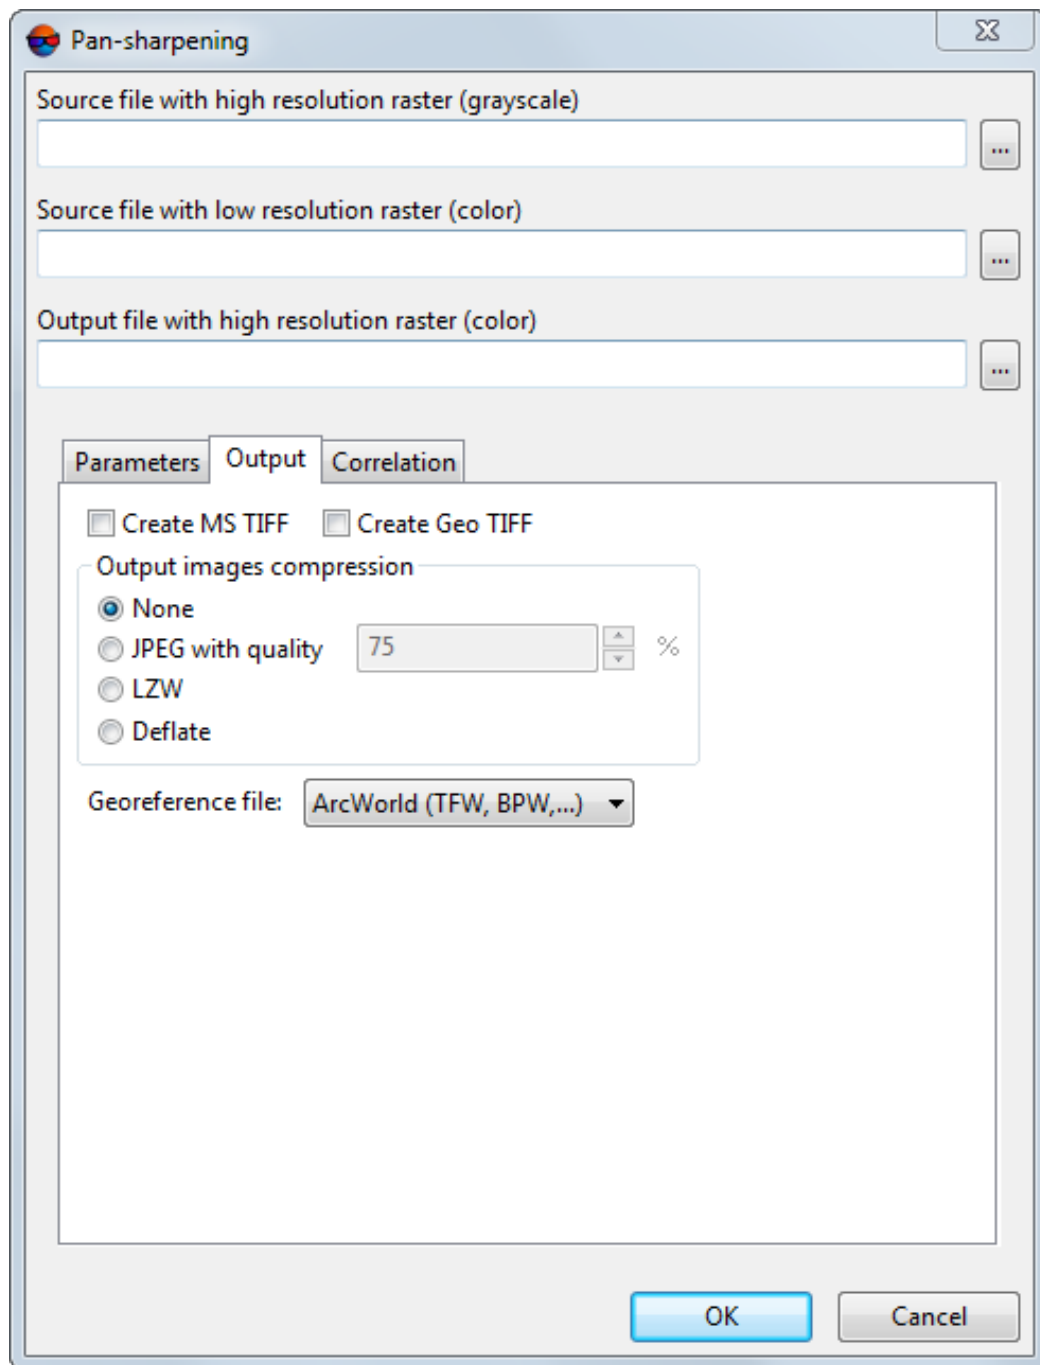 Pan-sharpening
Source file with high resolution raster (grayscale)
...
Source file with low resolution raster (color)
...
Output file with high resolution raster (color)
...
Parameters Output Correlation
Create MS TIFF Create Geo TIFF
Output images compression
None
JPEG with quality 75 %
LZW
Deflate
Georeference file: ArcWorld (TFW, BPW,...)
OK Cancel